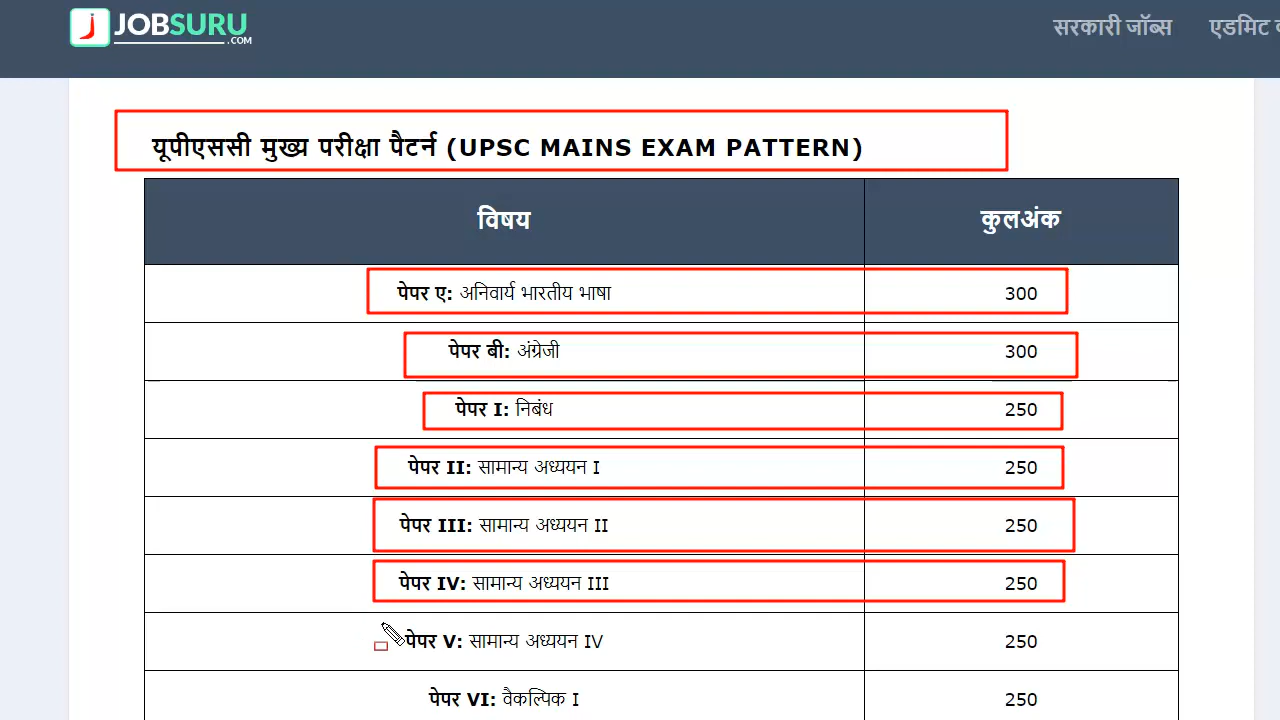 JOBSURU
.COM
सरकारी जॉब्स एडमिट
यूपीएससी मुख्य परीक्षा पैटर्न (UPSC MAINS EXAM PATTERN)
विषय कुलअंक
पेपर ए: अनिवार्य भारतीय भाषा 300
पेपर बी: अंग्रेजी 300
पेपर I: निबंध 250
पेपर II: सामान्य अध्ययन I 250
पेपर III: सामान्य अध्ययन II 250
पेपर IV: सामान्य अध्ययन III 250
पेपर V: सामान्य अध्ययन IV 250
पेपर VI: वैकल्पिक I 250